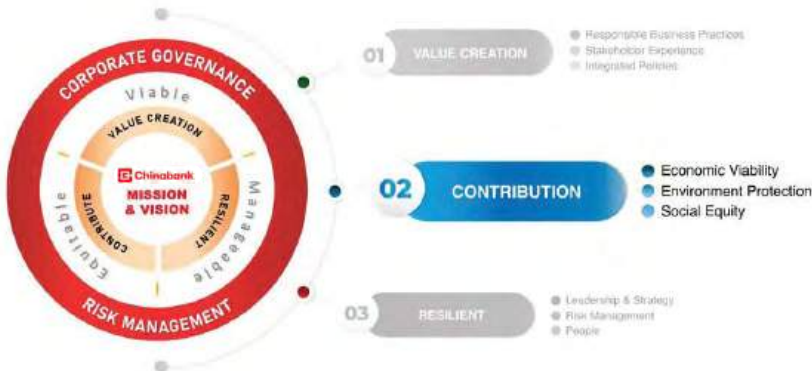 CORPORATE GOVERNANCE
Viable
VALUE CREATION
Chinabank
MISSION
& VISION
CONTRIBUTE
RESILIENT
Equitable
Manageable
RISK MANAGEMENT
01
VALUE CREATION
Responsible Business Practices
Stakeholder Experience
Integrated Policies
02
CONTRIBUTION
Economic Viability
Environment Protection
Social Equity
03
RESILIENT
Leadership & Strategy
Risk Management
People